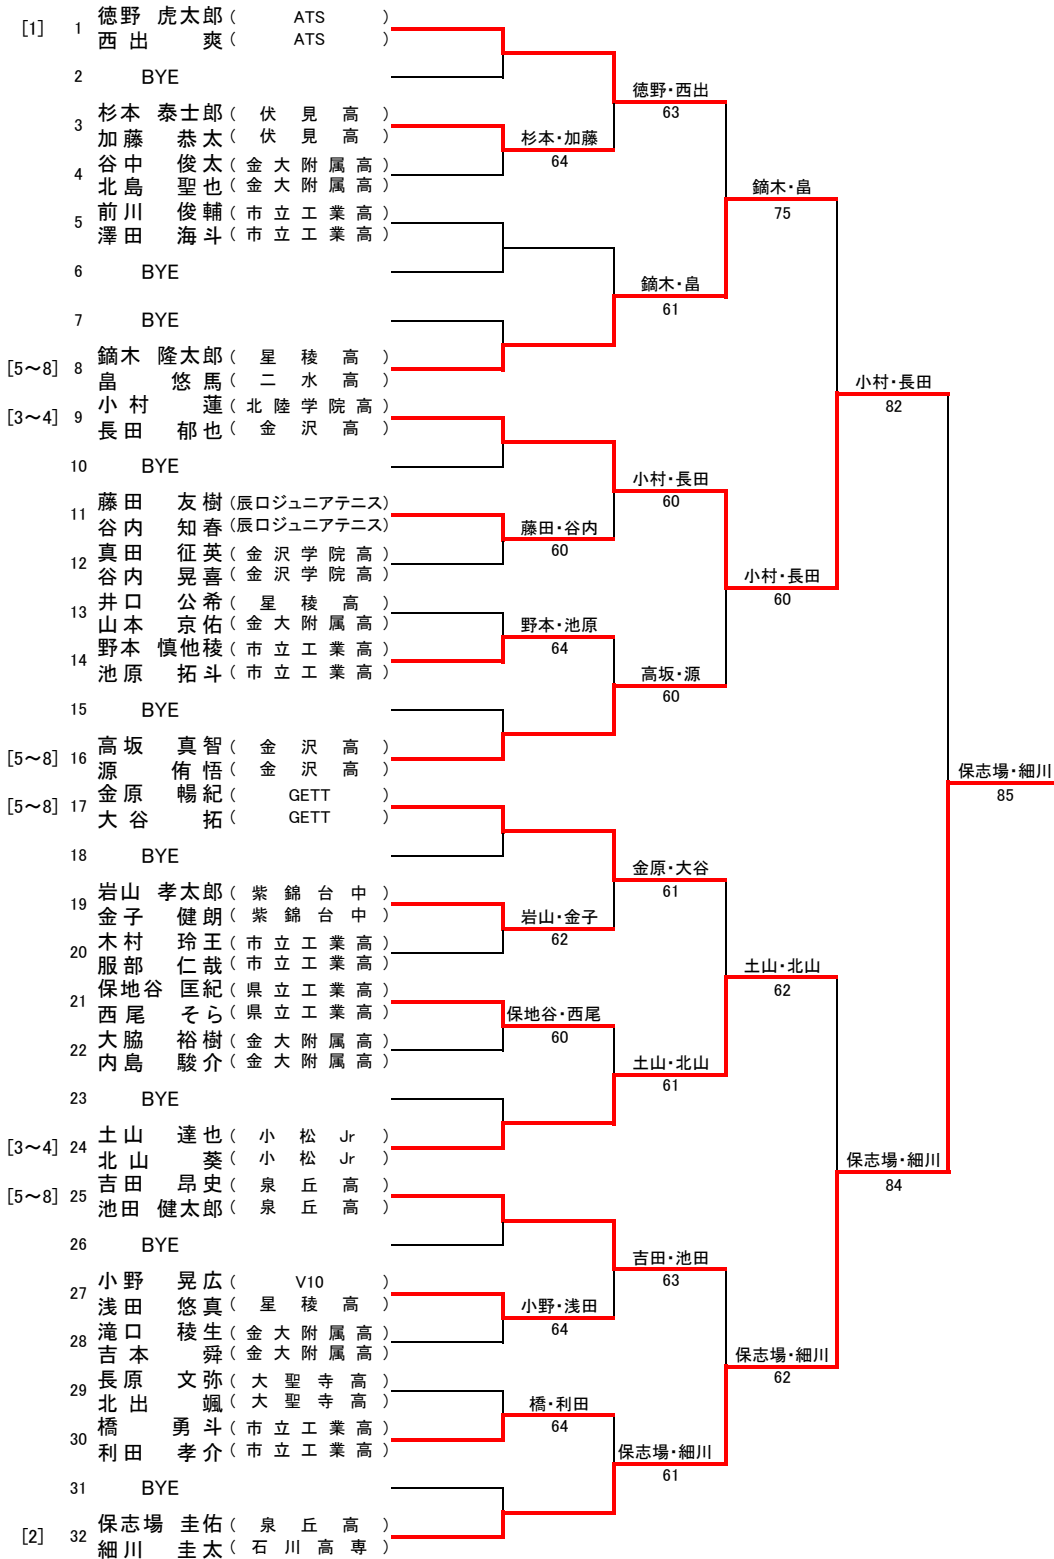 [1] 1 徳野 虎太郎 ( ATS )
西出 爽 ( ATS )
2 BYE
徳野・西出
63
3 杉本 泰士郎 ( 伏見高 )
加藤 恭太 ( 伏見高 )
杉本・加藤
64
4 谷中 俊太 ( 金大附属高 )
北島 聖也 ( 金大附属高 )
鏑木・畠
75
5 前川 俊輔 ( 市立工業高 )
澤田 海斗 ( 市立工業高 )
6 BYE
鏑木・畠
61
7 BYE
[5～8] 8 鏑木 隆太郎 ( 星稜高 )
畠 悠馬 ( 二水高 )
小村・長田
82
[3～4] 9 小村 蓮 ( 北陸学院高 )
長田 郁也 ( 金沢高 )
10 BYE
小村・長田
60
11 藤田 友樹 (辰口ジュニアテニス)
谷内 知春 (辰口ジュニアテニス)
藤田・谷内
60
12 真田 征英 ( 金沢学院高 )
谷内 晃喜 ( 金沢学院高 )
小村・長田
60
13 井口 公希 ( 星稜高 )
山本 京佑 ( 金大附属高 )
野本・池原
64
14 野本 慎他稜 ( 市立工業高 )
池原 拓斗 ( 市立工業高 )
高坂・源
60
15 BYE
[5～8] 16 高坂 真智 ( 金沢高 )
源 侑悟 ( 金沢高 )
保志場・細川
85
[5～8] 17 金原 暢紀 ( GETT )
大谷 拓 ( GETT )
18 BYE
金原・大谷
61
19 岩山 孝太郎 ( 紫錦台中 )
金子 健朗 ( 紫錦台中 )
岩山・金子
62
20 木村 玲王 ( 市立工業高 )
服部 仁哉 ( 市立工業高 )
土山・北山
62
21 保地谷 匡紀 ( 県立工業高 )
西尾 そら ( 県立工業高 )
保地谷・西尾
60
22 大脇 裕樹 ( 金大附属高 )
内島 駿介 ( 金大附属高 )
土山・北山
61
23 BYE
[3～4] 24 土山 達也 ( 小松Jr )
北山 葵 ( 小松Jr )
保志場・細川
84
[5～8] 25 吉田 昂史 ( 泉丘高 )
池田 健太郎 ( 泉丘高 )
26 BYE
吉田・池田
63
27 小野 晃広 ( V10 )
浅田 悠真 ( 星稜高 )
小野・浅田
64
28 滝口 稜生 ( 金大附属高 )
吉本 舜 ( 金大附属高 )
保志場・細川
62
29 長原 文弥 ( 大聖寺高 )
北出 颯 ( 大聖寺高 )
橋・利田
64
30 橋 勇斗 ( 市立工業高 )
利田 孝介 ( 市立工業高 )
保志場・細川
61
31 BYE
[2] 32 保志場 圭佑 ( 泉丘高 )
細川 圭太 ( 石川高専 )